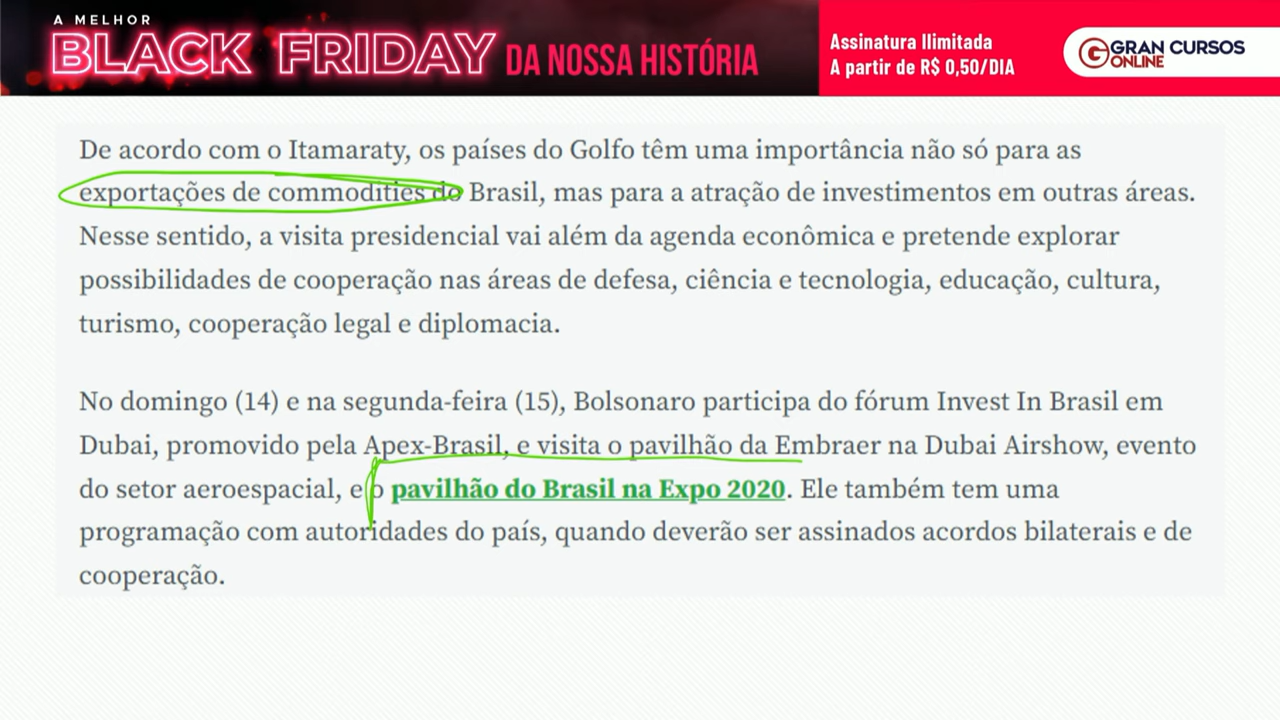 A MELHOR
BLACK FRIDAY DA NOSSA HISTÓRIA
Assinatura Ilimitada
A partir de R$ 0,50/DIA
GRAN CURSOS
ONLINE
De acordo com o Itamaraty, os países do Golfo têm uma importância não só para as
exportações de commodities do Brasil, mas para a atração de investimentos em outras áreas.
Nesse sentido, a visita presidencial vai além da agenda econômica e pretende explorar
possibilidades de cooperação nas áreas de defesa, ciência e tecnologia, educação, cultura,
turismo, cooperação legal e diplomacia.
No domingo (14) e na segunda-feira (15), Bolsonaro participa do fórum Invest In Brasil em
Dubai, promovido pela Apex-Brasil, e visita o pavilhão da Embraer na Dubai Airshow, evento
do setor aeroespacial, e o pavilhão do Brasil na Expo 2020. Ele também tem uma
programação com autoridades do país, quando deverão ser assinados acordos bilaterais e de
cooperação.